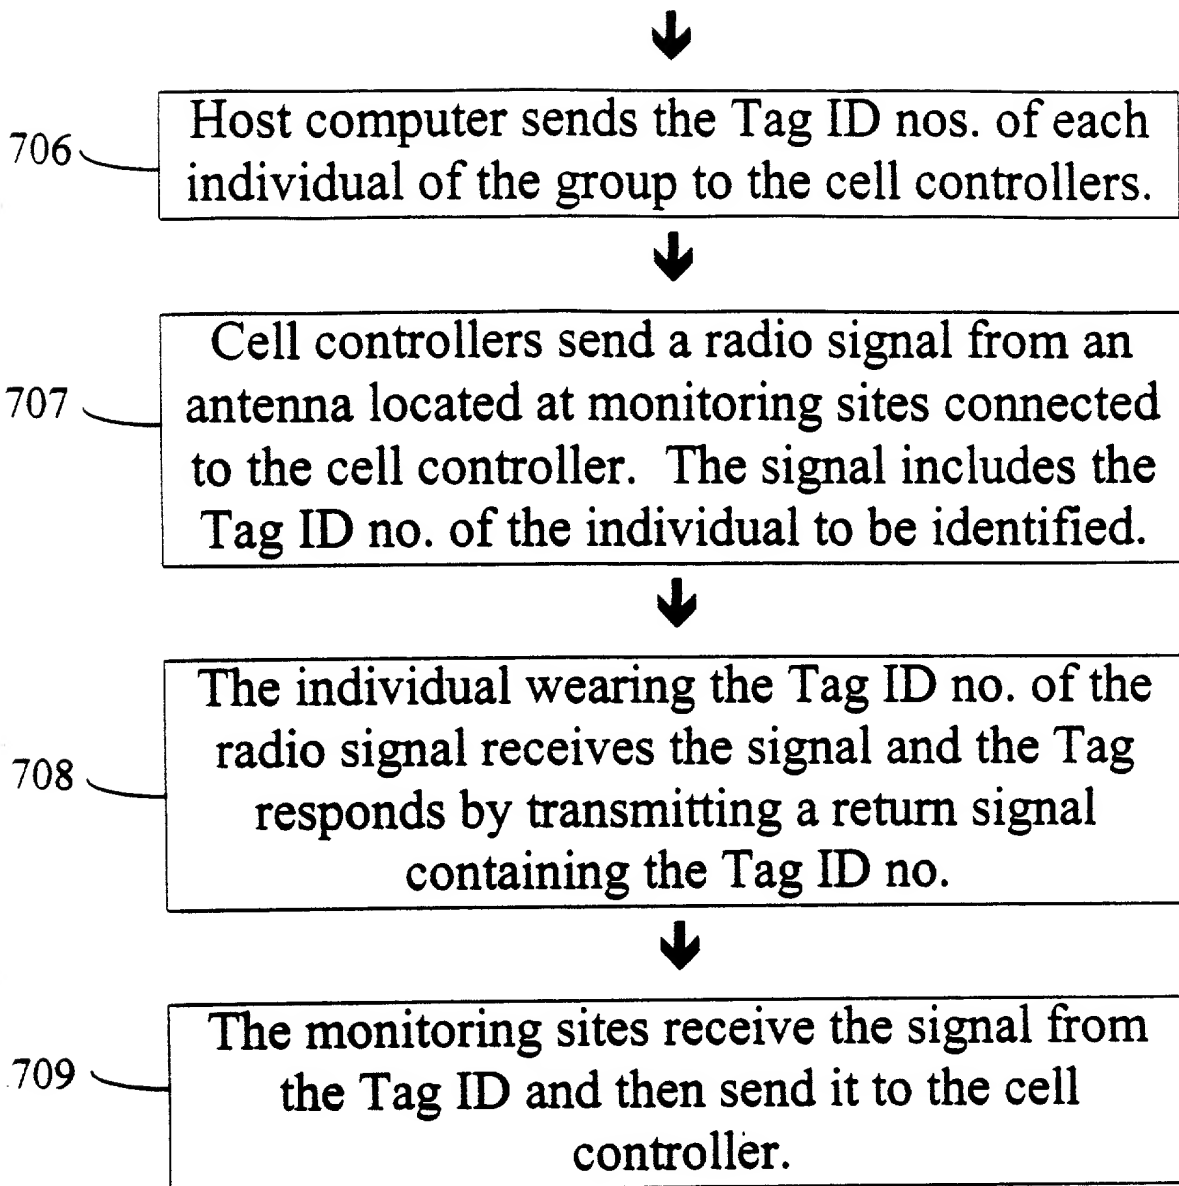 706
Host computer sends the Tag ID nos. of each
individual of the group to the cell controllers.
707
Cell controllers send a radio signal from an
antenna located at monitoring sites connected
to the cell controller. The signal includes the
Tag ID no. of the individual to be identified.
708
The individual wearing the Tag ID no. of the
radio signal receives the signal and the Tag
responds by transmitting a return signal
containing the Tag ID no.
709
The monitoring sites receive the signal from
the Tag ID and then send it to the cell
controller.